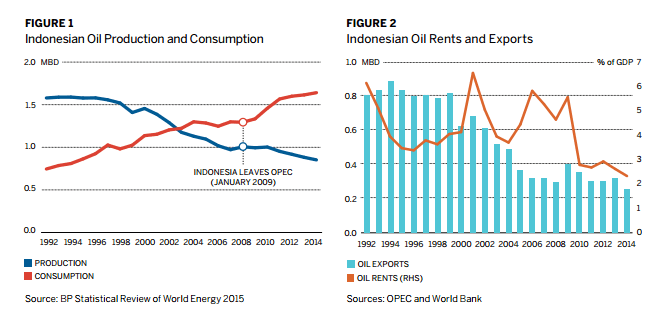 FIGURE 1
Indonesian Oil Production and Consumption
2.0 MBD
1.5
1.0
0.5
0.0
INDONESIA LEAVES OPEC
(JANUARY 2009)
1992 1994 1996 1998 2000 2002 2004 2006 2008 2010 2012 2014
PRODUCTION
CONSUMPTION
Source: BP Statistical Review of World Energy 2015
FIGURE 2
Indonesian Oil Rents and Exports
1.0 MBD
% of GDP 7
0.8
0.6
0.4
0.2
0.0
6
5
4
3
2
1
0
1992 1994 1996 1998 2000 2002 2004 2006 2008 2010 2012 2014
OIL EXPORTS
OIL RENTS (RHS)
Sources: OPEC and World Bank